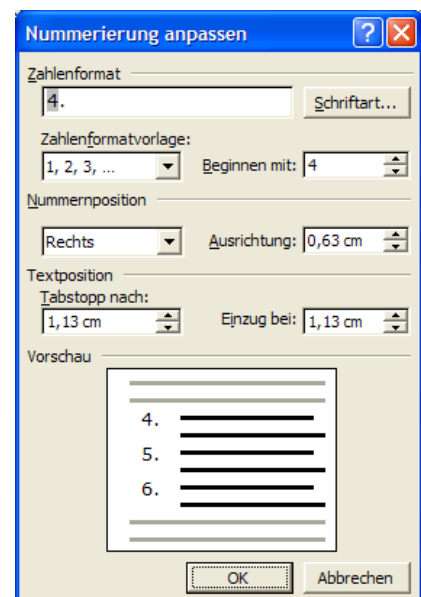 Nummerierung anpassen
Zahlenformat
4.
Schriftart...
Zahlenformatvorlage:
1, 2, 3, ... Beginnen mit: 4
Nummernposition
Rechts Ausrichtung: 0,63 cm
Textposition
Tabstopp nach:
1,13 cm Einzug bei: 1,13 cm
Vorschau
4.
5.
6.
OK Abbrechen